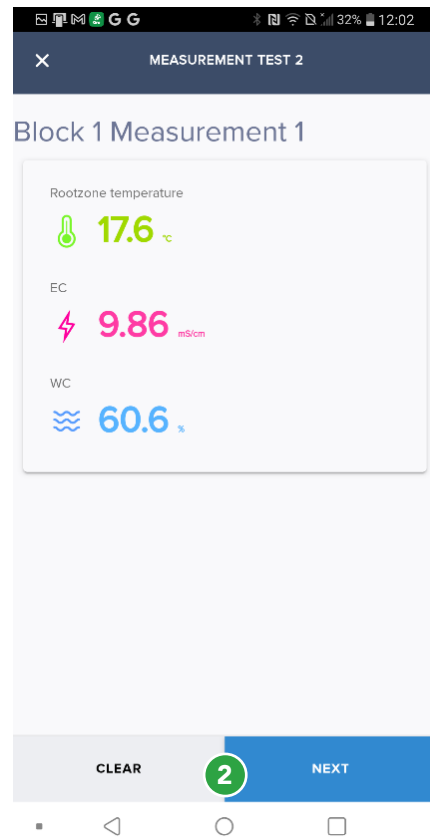 G G 32% 12:02
MEASUREMENT TEST 2
Block 1 Measurement 1
Rootzone temperature
17.6 °C
EC
9.86 mS/cm
WC
60.6 %
CLEAR 2 NEXT